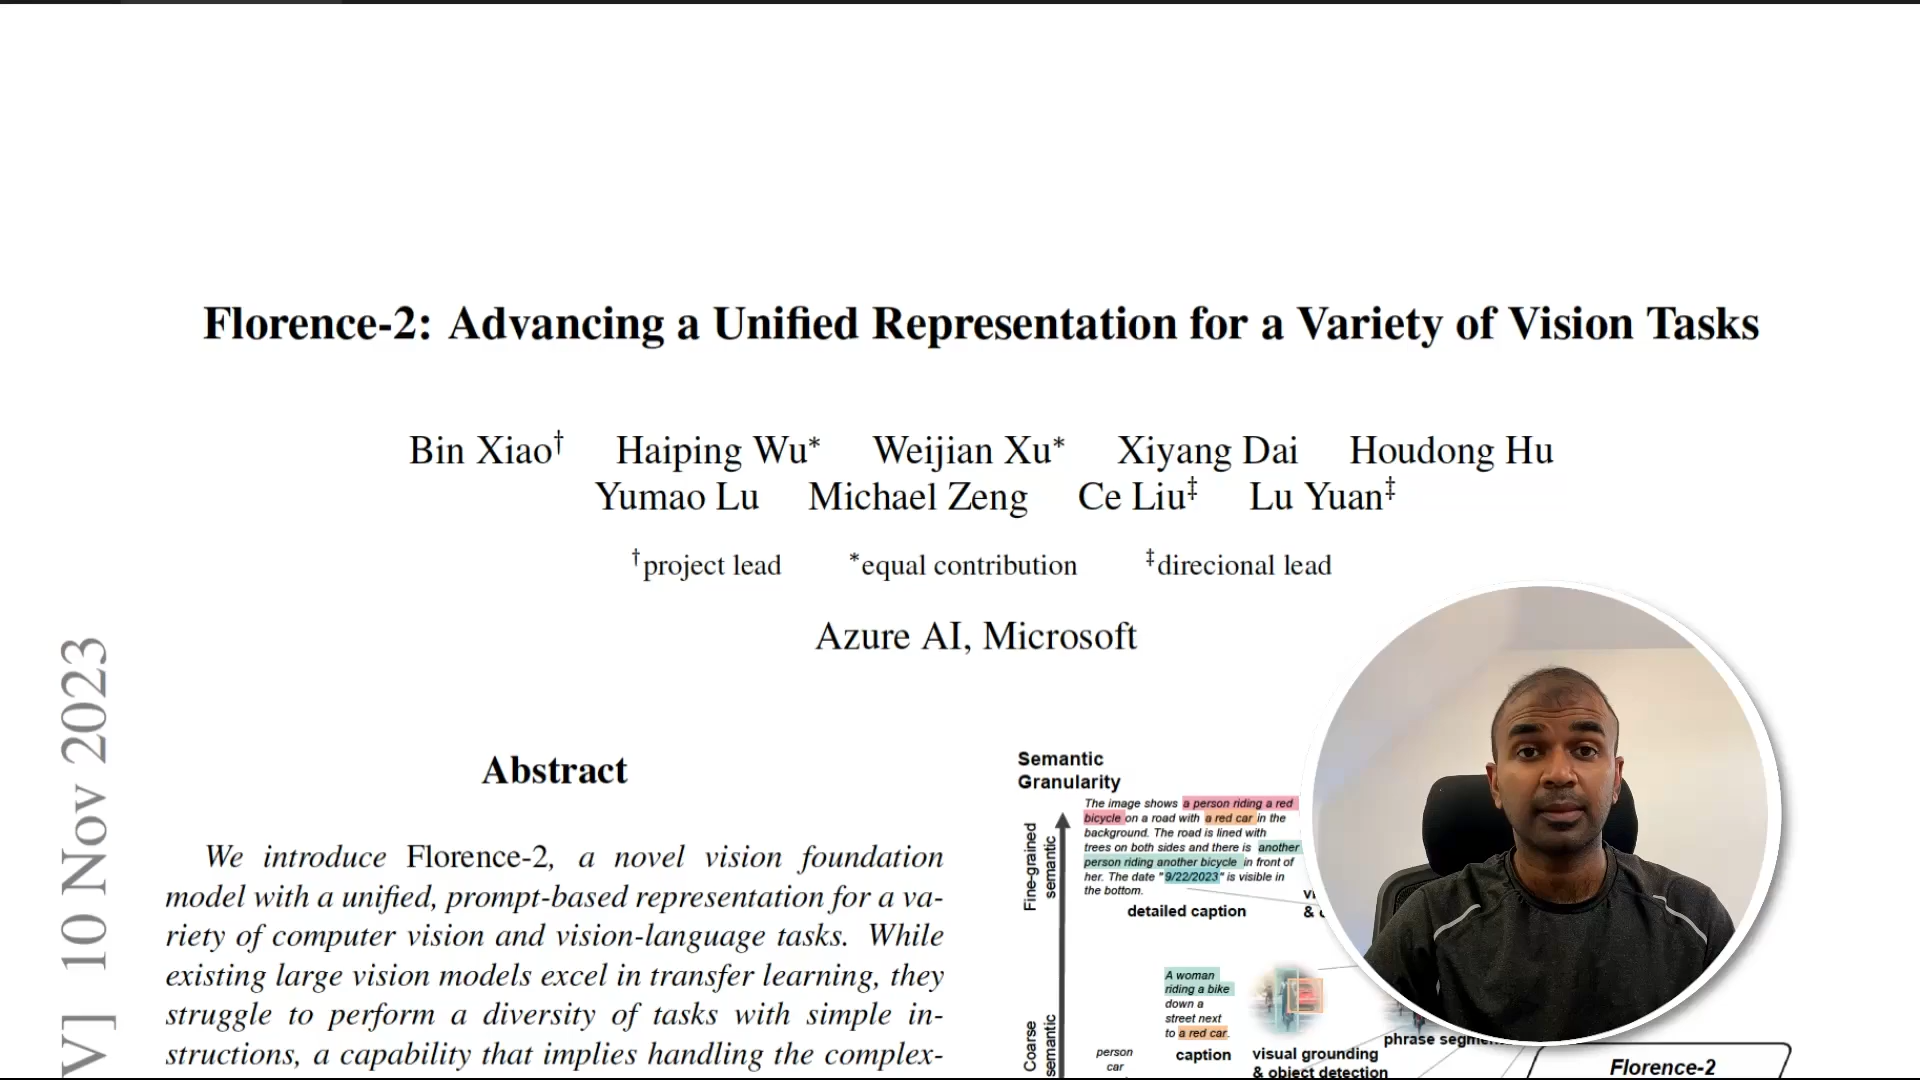 Florence-2: Advancing a Unified Representation for a Variety of Vision Tasks
Bin Xiao† Haiping Wu* Weijian Xu* Xiyang Dai Houdong Hu
Yumao Lu Michael Zeng Ce Liu‡ Lu Yuan‡
†project lead *equal contribution ‡direcional lead
Azure AI, Microsoft
V] 10 Nov 2023
Abstract
We introduce Florence-2, a novel vision foundation
model with a unified, prompt-based representation for a va-
riety of computer vision and vision-language tasks. While
existing large vision models excel in transfer learning, they
struggle to perform a diversity of tasks with simple in-
structions, a capability that implies handling the complex-
Semantic
Granularity
Fine-grained
semantic
The image shows a person riding a red
bicycle on a road with a red car in the
background. The road is lined with
trees on both sides and there is another
person riding another bicycle in front of
her. The date "9/22/2023" is visible in
the bottom.
detailed caption
&
A woman
riding a bike
down a
street next
to a red car.
caption
visual grounding
& object detection
phrase
Coarse
semantic
person
car
Florence-2